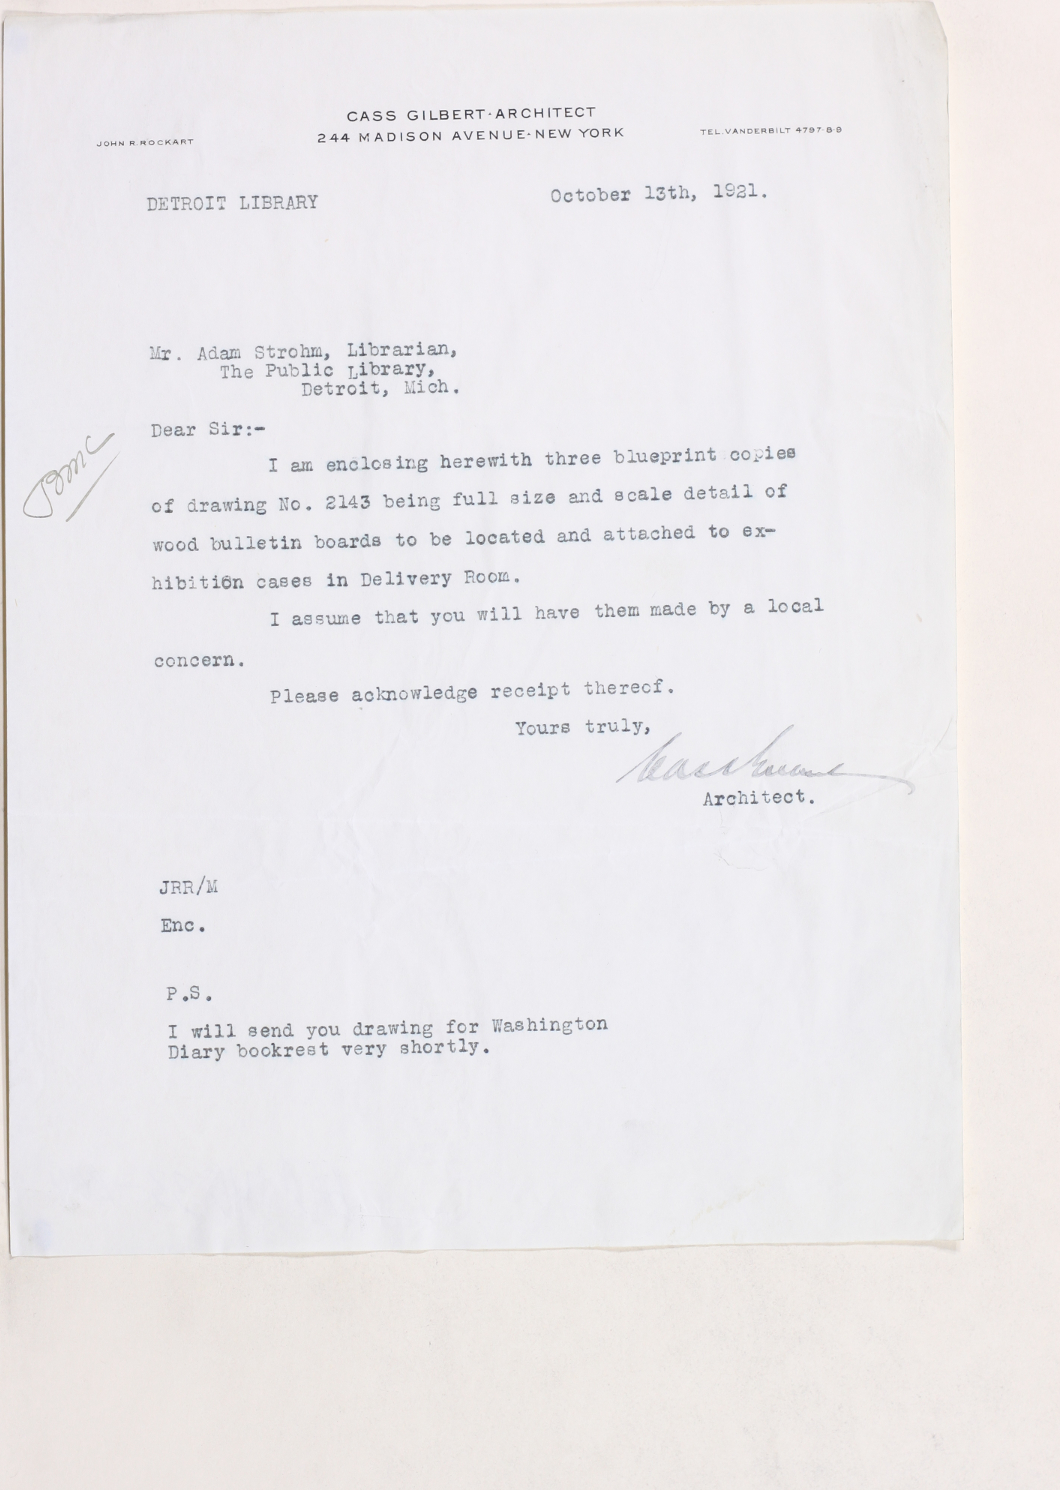 CASS GILBERT·ARCHITECT
244 MADISON AVENUE·NEW YORK
JOHN R. ROCKART
TEL. VANDERBILT 4797-8-9
DETROIT LIBRARY
October 13th, 1921.
Mr. Adam Strohm, Librarian,
The Public Library,
Detroit, Mich.
Dear Sir:-
I am enclosing herewith three blueprint copies
of drawing No. 2143 being full size and scale detail of
wood bulletin boards to be located and attached to ex-
hibition cases in Delivery Room.
I assume that you will have them made by a local
concern.
Please acknowledge receipt thereof.
Yours truly,
Cass Gilbert
Architect.
JRR/M
Enc.
P.S.
I will send you drawing for Washington
Diary bookrest very shortly.